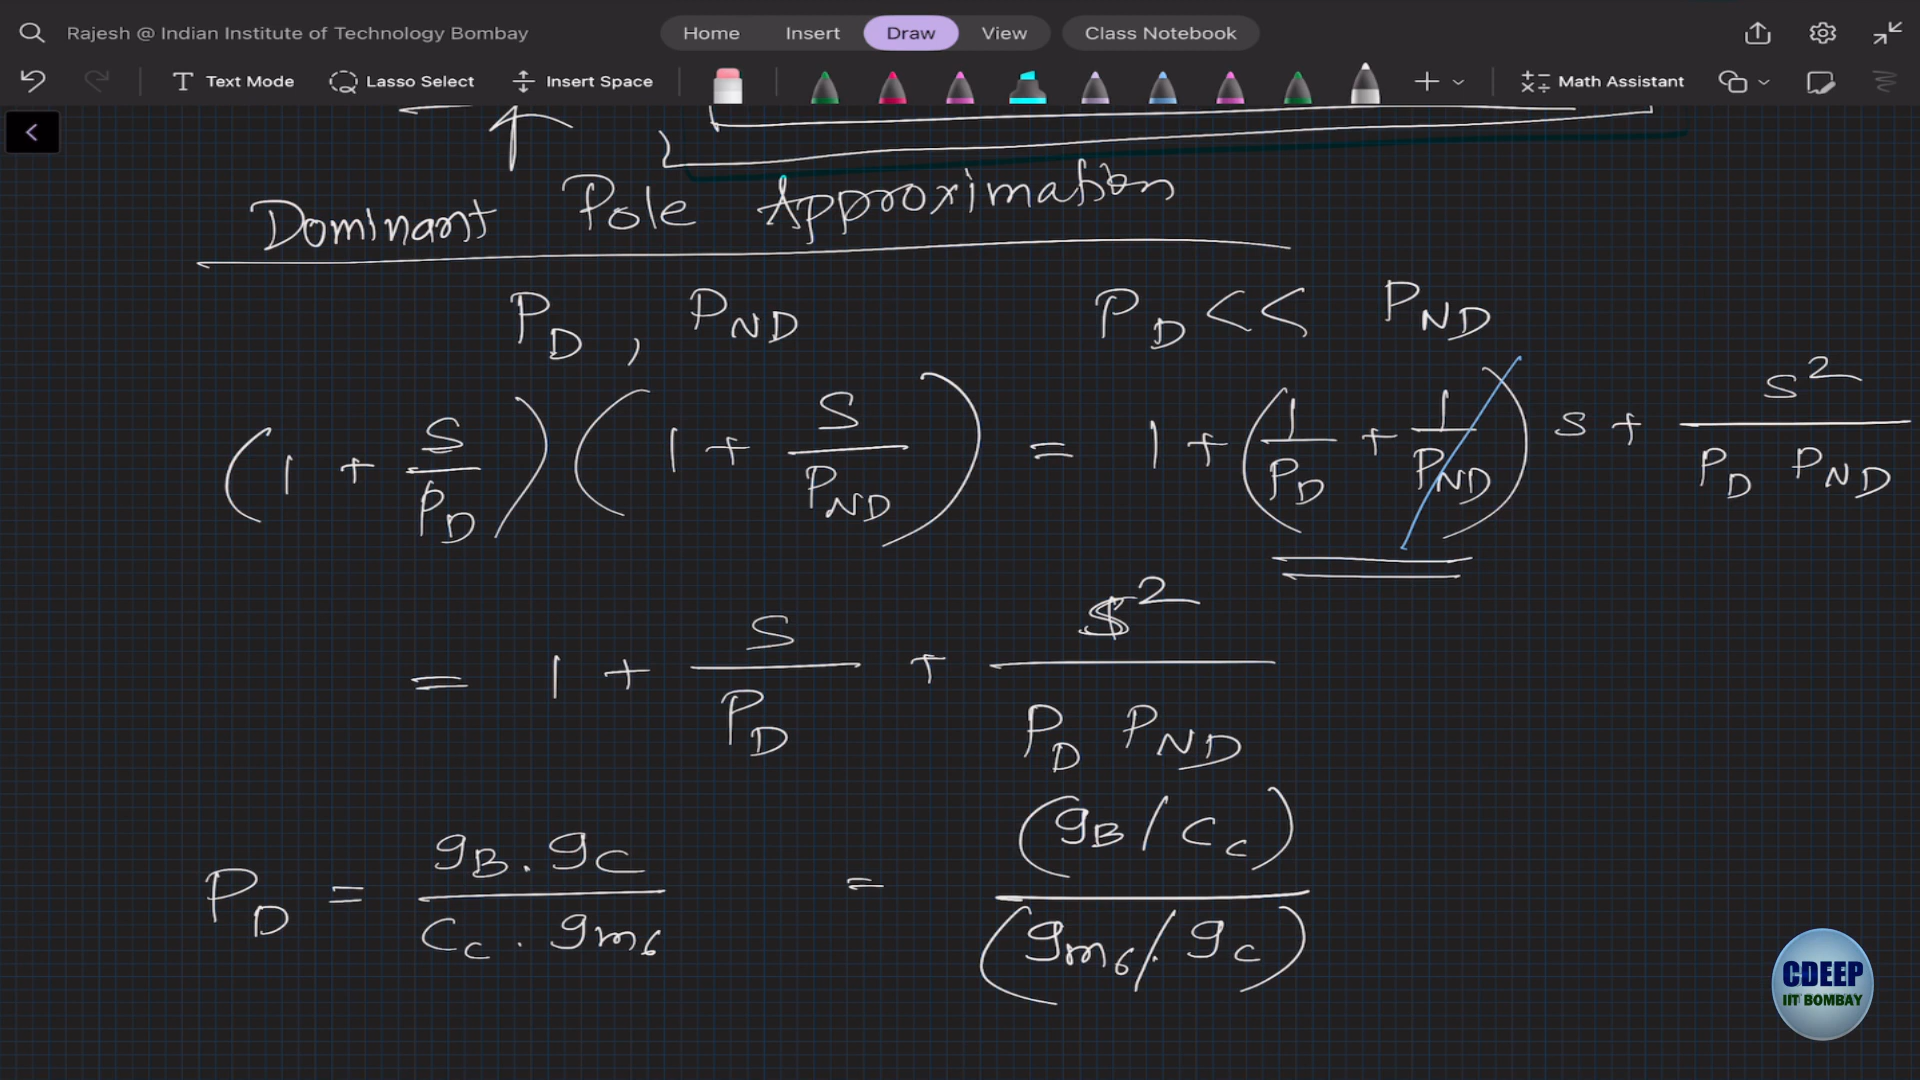 Rajesh @ Indian Institute of Technology Bombay Home Insert Draw View Class Notebook
Text Mode Lasso Select Insert Space Math Assistant
Dominant Pole Approximation
P_D , P_ND P_D << P_ND
(1 + s/P_D) (1 + s/P_ND) = 1 + (1/P_D + 1/P_ND) s + s²/(P_D P_ND)
= 1 + s/P_D + s²/(P_D P_ND)
P_D = (g_B . g_C)/(C_c . g_m6) = (g_B / C_c)/(g_m6 / g_C)
CDEEP
IIT BOMBAY